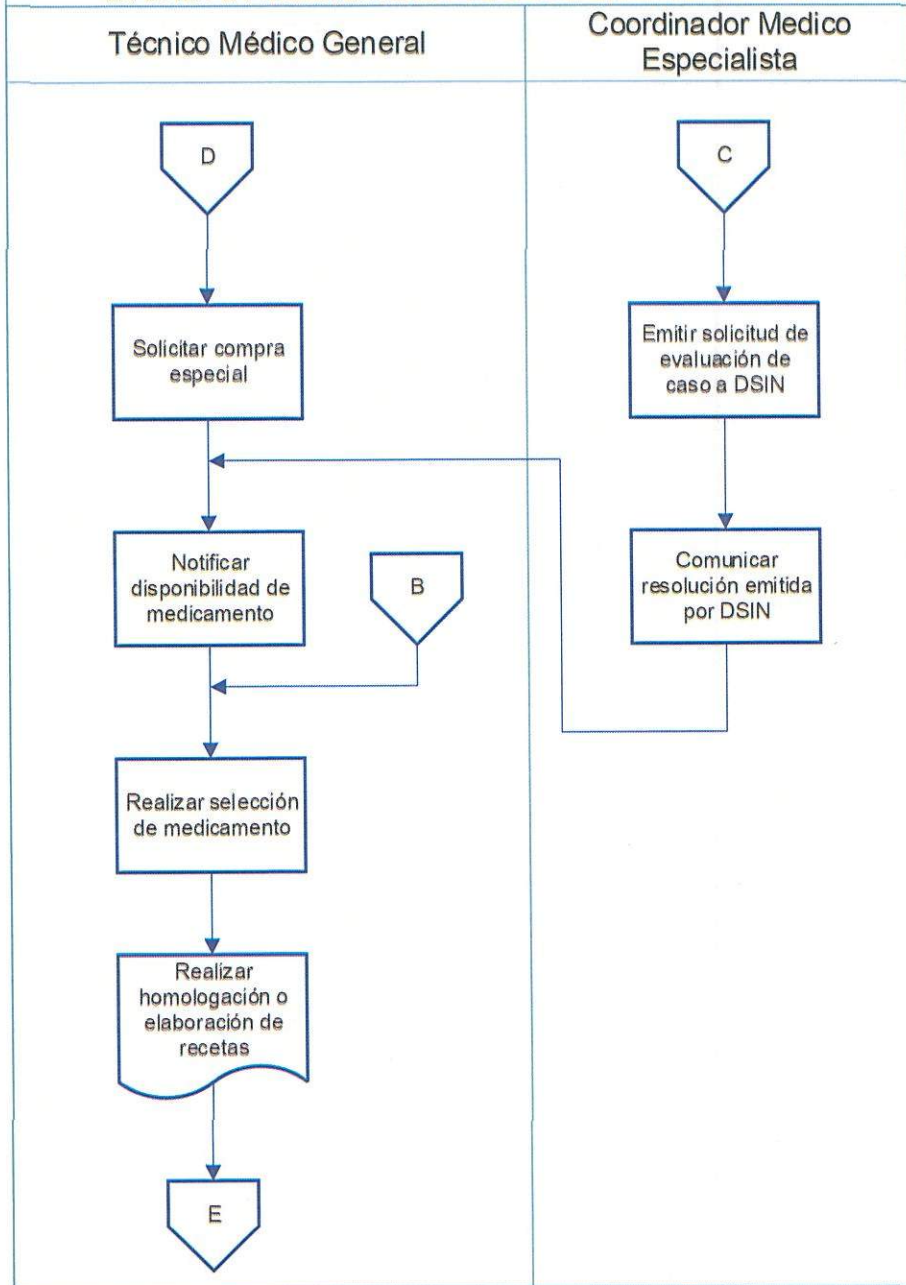 Técnico Médico General
Coordinador Medico
Especialista
D
C
Solicitar compra
especial
Emitir solicitud de
evaluación de
caso a DSIN
Notificar
disponibilidad de
medicamento
B
Comunicar
resolución emitida
por DSIN
Realizar selección
de medicamento
Realizar
homologación o
elaboración de
recetas
E